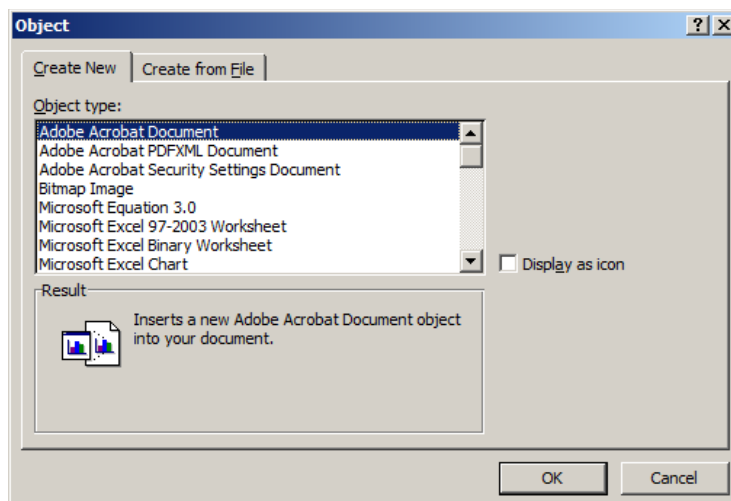 Object
Create New
Create from File
Object type:
Adobe Acrobat Document
Adobe Acrobat PDFXML Document
Adobe Acrobat Security Settings Document
Bitmap Image
Microsoft Equation 3.0
Microsoft Excel 97-2003 Worksheet
Microsoft Excel Binary Worksheet
Microsoft Excel Chart
Display as icon
Result
Inserts a new Adobe Acrobat Document object
into your document.
OK
Cancel